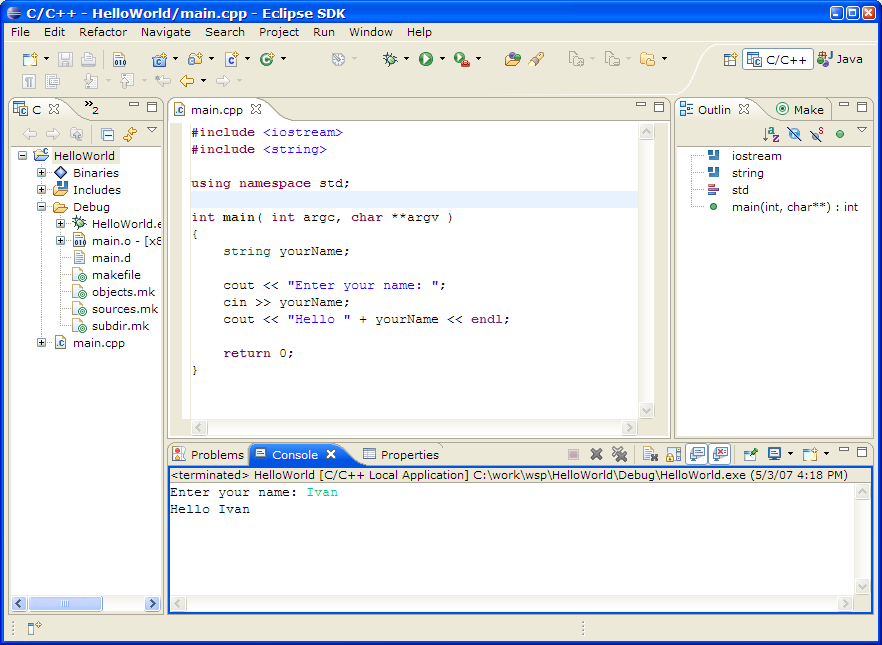 C/C++ - HelloWorld/main.cpp - Eclipse SDK
File Edit Refactor Navigate Search Project Run Window Help
C/C++ Java
C
»2
HelloWorld
Binaries
Includes
Debug
HelloWorld.e
main.o - [x8
main.d
makefile
objects.mk
sources.mk
subdir.mk
main.cpp
main.cpp
#include <iostream>
#include <string>
using namespace std;
int main( int argc, char **argv )
{
string yourName;
cout << "Enter your name: ";
cin >> yourName;
cout << "Hello " + yourName << endl;
return 0;
}
Outlin Make
iostream
string
std
main(int, char**) : int
Problems Console Properties
<terminated> HelloWorld [C/C++ Local Application] C:\work\wsp\HelloWorld\Debug\HelloWorld.exe (5/3/07 4:18 PM)
Enter your name: Ivan
Hello Ivan